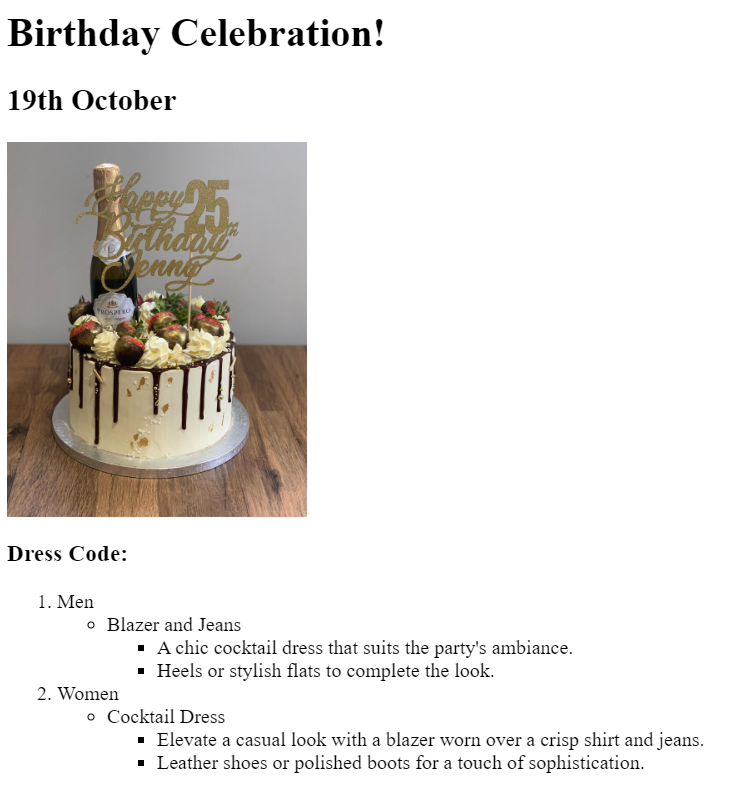 Birthday Celebration!
19th October
Happy 25th
Birthday
Jenny
PROSPERO
Dress Code:
1. Men
Blazer and Jeans
A chic cocktail dress that suits the party's ambiance.
Heels or stylish flats to complete the look.
2. Women
Cocktail Dress
Elevate a casual look with a blazer worn over a crisp shirt and jeans.
Leather shoes or polished boots for a touch of sophistication.